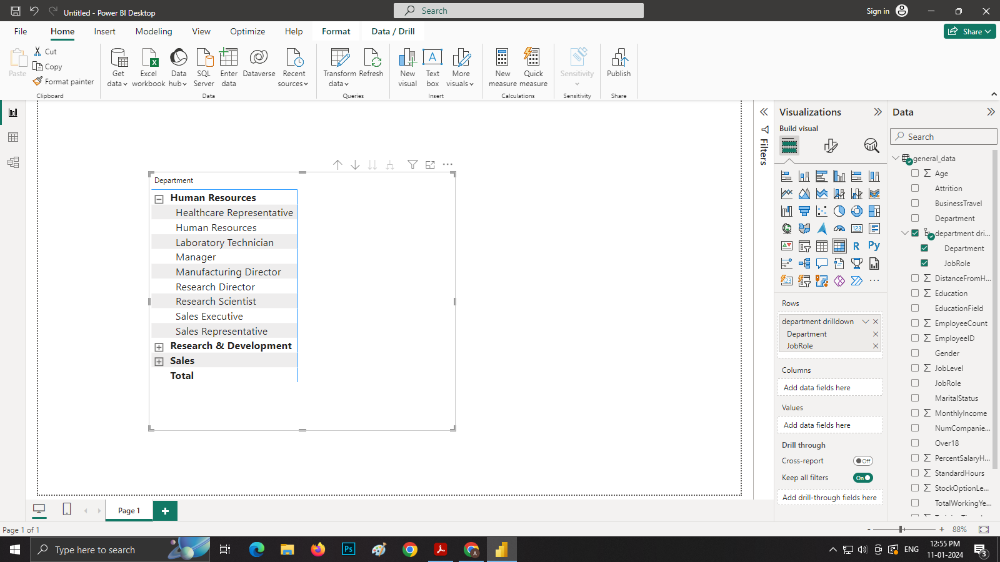 Untitled - Power BI Desktop
Search
Sign in
File
Home
Insert
Modeling
View
Optimize
Help
Format
Data / Drill
Share
Paste
Cut
Copy
Format painter
Clipboard
Get data
Excel workbook
Data hub
SQL Server
Enter data
Dataverse
Recent sources
Data
Transform data
Refresh
Queries
New visual
Text box
More visuals
Insert
New measure
Quick measure
Calculations
Sensitivity
Sensitivity
Publish
Share
Department
Human Resources
Healthcare Representative
Human Resources
Laboratory Technician
Manager
Manufacturing Director
Research Director
Research Scientist
Sales Executive
Sales Representative
Research & Development
Sales
Total
Filters
Visualizations
Build visual
R
Py
123
123
Rows
department drilldown
Department
JobRole
Columns
Add data fields here
Values
Add data fields here
Drill through
Cross-report
Off
Keep all filters
On
Add drill-through fields here
Data
Search
general_data
Age
Attrition
BusinessTravel
Department
department dri...
Department
JobRole
DistanceFromH...
Education
EducationField
EmployeeCount
EmployeeID
Gender
JobLevel
JobRole
MaritalStatus
MonthlyIncome
NumCompanie...
Over18
PercentSalaryH...
StandardHours
StockOptionLe...
TotalWorkingYe...
Page 1
Page 1 of 1
- + 88%
Type here to search
Ps
A
ENG
12:55 PM
11-01-2024
3